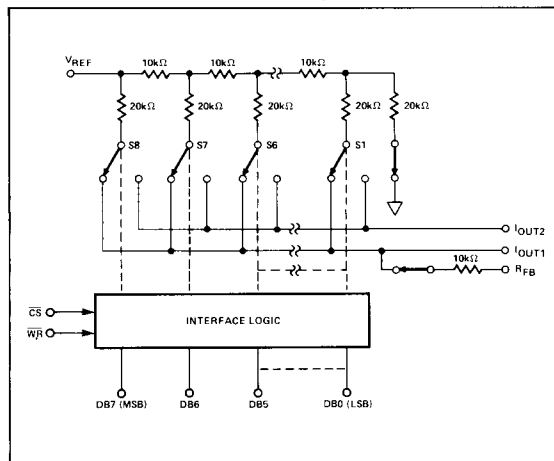 VREF
10kΩ 10kΩ 10kΩ
20kΩ 20kΩ 20kΩ 20kΩ 20kΩ
S8 S7 S6 S1
IOUT2
IOUT1
10kΩ
RFB
CS
WR
INTERFACE LOGIC
DB7 (MSB) DB6 DB5 DB0 (LSB)